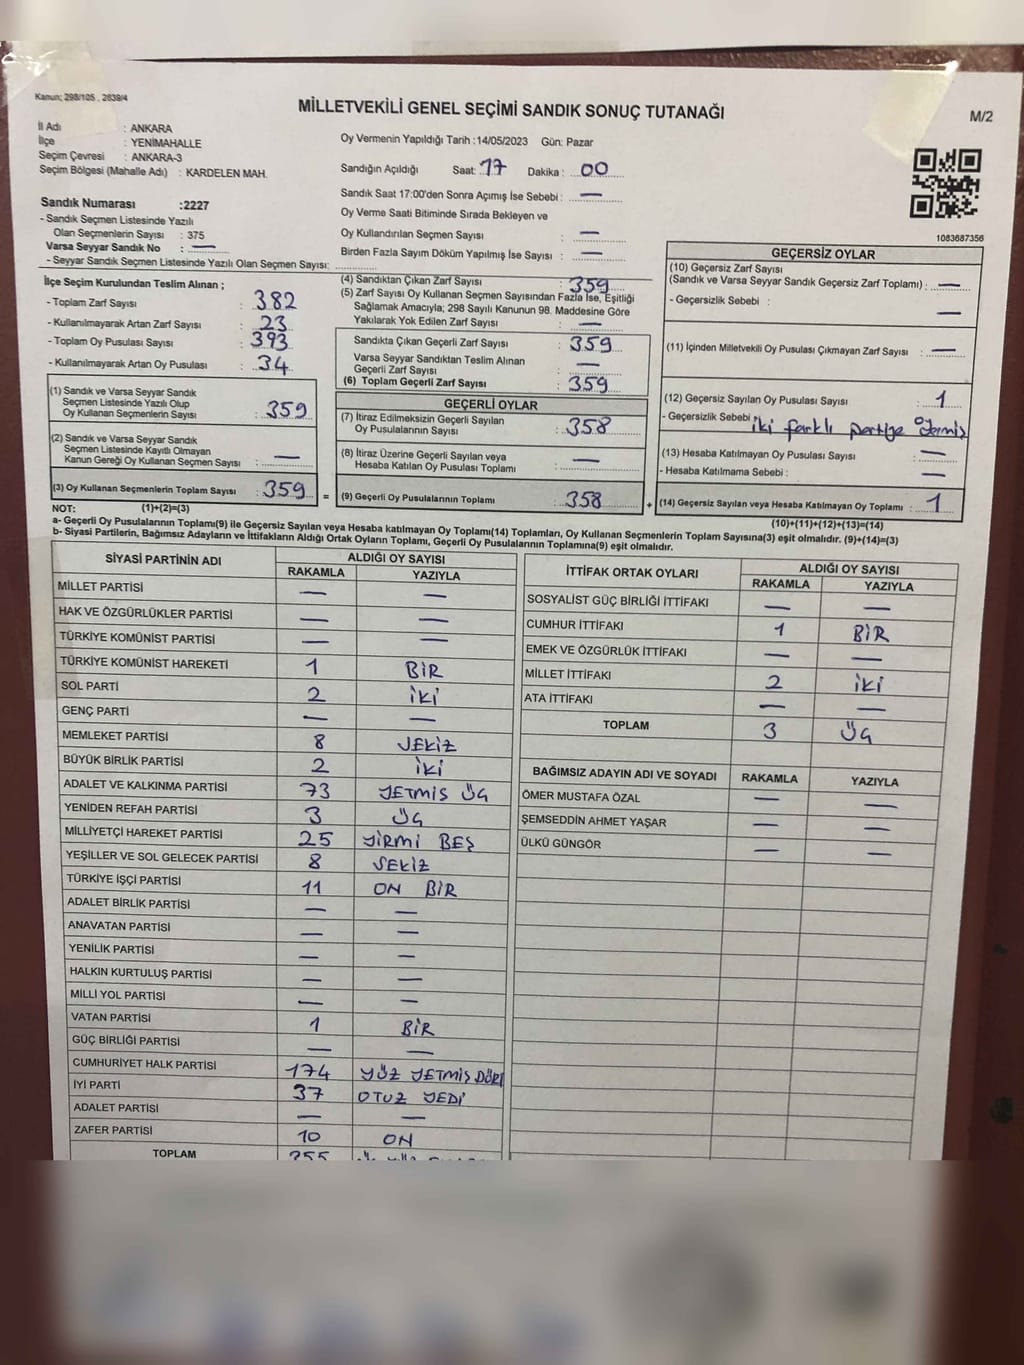 Kanun; 298/105 , 2839/4
MİLLETVEKİLİ GENEL SEÇİMİ SANDIK SONUÇ TUTANAĞI
M/2
İl Adı : ANKARA
İlçe : YENİMAHALLE
Seçim Çevresi : ANKARA-3
Seçim Bölgesi (Mahalle Adı) : KARDELEN MAH.
Oy Vermenin Yapıldığı Tarih :14/05/2023 Gün: Pazar
Sandığın Açıldığı Saat: 17 Dakika : 00
Sandık Saat 17:00'den Sonra Açımış İse Sebebi : —
Oy Verme Saati Bitiminde Sırada Bekleyen ve
Oy Kullandırılan Seçmen Sayısı : —
Birden Fazla Sayım Döküm Yapılmış İse Sayısı : —
Sandık Numarası :2227
- Sandık Seçmen Listesinde Yazılı
Olan Seçmenlerin Sayısı : 375
Varsa Seyyar Sandık No : —
- Seyyar Sandık Seçmen Listesinde Yazılı Olan Seçmen Sayısı:
1083687356
İlçe Seçim Kurulundan Teslim Alınan ;
- Toplam Zarf Sayısı : 382
- Kullanılmayarak Artan Zarf Sayısı : 23
- Toplam Oy Pusulası Sayısı : 393
- Kullanılmayarak Artan Oy Pusulası : 34
(4) Sandıktan Çıkan Zarf Sayısı : 359
(5) Zarf Sayısı Oy Kullanan Seçmen Sayısından Fazla İse, Eşitliği
Sağlamak Amacıyla; 298 Sayılı Kanunun 98. Maddesine Göre
Yakılarak Yok Edilen Zarf Sayısı : —
Sandıkta Çıkan Geçerli Zarf Sayısı : 359
Varsa Seyyar Sandıktan Teslim Alınan
Geçerli Zarf Sayısı : —
(6) Toplam Geçerli Zarf Sayısı : 359
GEÇERSİZ OYLAR
(10) Geçersiz Zarf Sayısı
(Sandık ve Varsa Seyyar Sandık Geçersiz Zarf Toplamı) : —
- Geçersizlik Sebebi : —
(11) İçinden Milletvekili Oy Pusulası Çıkmayan Zarf Sayısı : —
(12) Geçersiz Sayılan Oy Pusulası Sayısı : 1
- Geçersizlik Sebebi : iki farklı partiye
(13) Hesaba Katılmayan Oy Pusulası Sayısı : —
- Hesaba Katılmama Sebebi : —
(14) Geçersiz Sayılan veya Hesaba Katılmayan Oy Toplamı : 1
(10)+(11)+(12)+(13)=(14)
(1) Sandık ve Varsa Seyyar Sandık
Seçmen Listesinde Yazılı Olup
Oy Kullanan Seçmenlerin Sayısı : 359
(2) Sandık ve Varsa Seyyar Sandık
Seçmen Listesinde Kayıtlı Olmayan
Kanun Gereği Oy Kullanan Seçmen Sayısı : —
(3) Oy Kullanan Seçmenlerin Toplam Sayısı : 359 =
GEÇERLİ OYLAR
(7) İtiraz Edilmeksizin Geçerli Sayılan
Oy Pusulalarının Sayısı : 358
(8) İtiraz Üzerine Geçerli Sayılan veya
Hesaba Katılan Oy Pusulası Toplamı : —
(9) Geçerli Oy Pusulalarının Toplamı : 358 +
NOT: (1)+(2)=(3)
a- Geçerli Oy Pusulalarının Toplamı(9) ile Geçersiz Sayılan veya Hesaba katılmayan Oy Toplamı(14) Toplamları, Oy Kullanan Seçmenlerin Toplam Sayısına(3) eşit olmalıdır. (9)+(14)=(3)
b- Siyasi Partilerin, Bağımsız Adayların ve İttifakların Aldığı Ortak Oyların Toplamı, Geçerli Oy Pusulalarının Toplamına(9) eşit olmalıdır.
SİYASİ PARTİNİN ADI ALDIĞI OY SAYISI
RAKAMLA YAZIYLA
MİLLET PARTİSİ — —
HAK VE ÖZGÜRLÜKLER PARTİSİ — —
TÜRKİYE KOMÜNİST PARTİSİ — —
TÜRKİYE KOMÜNİST HAREKETİ 1 BİR
SOL PARTİ 2 İKİ
GENÇ PARTİ — —
MEMLEKET PARTİSİ 8 SEKİZ
BÜYÜK BİRLİK PARTİSİ 2 İKİ
ADALET VE KALKINMA PARTİSİ 73 YETMİS ÜÇ
YENİDEN REFAH PARTİSİ 3 ÜÇ
MİLLİYETÇİ HAREKET PARTİSİ 25 YİRMİ BEŞ
YEŞİLLER VE SOL GELECEK PARTİSİ 8 SEKİZ
TÜRKİYE İŞÇİ PARTİSİ 11 ON BİR
ADALET BİRLİK PARTİSİ — —
ANAVATAN PARTİSİ — —
YENİLİK PARTİSİ — —
HALKIN KURTULUŞ PARTİSİ — —
MİLLİ YOL PARTİSİ — —
VATAN PARTİSİ 1 BİR
GÜÇ BİRLİĞİ PARTİSİ — —
CUMHURİYET HALK PARTİSİ 174 YÜZ YETMİŞ DÖRT
İYİ PARTİ 37 OTUZ YEDİ
ADALET PARTİSİ — —
ZAFER PARTİSİ 10 ON
TOPLAM 355
İTTİFAK ORTAK OYLARI ALDIĞI OY SAYISI
RAKAMLA YAZIYLA
SOSYALİST GÜÇ BİRLİĞİ İTTİFAKI — —
CUMHUR İTTİFAKI 1 BİR
EMEK VE ÖZGÜRLÜK İTTİFAKI — —
MİLLET İTTİFAKI 2 İKİ
ATA İTTİFAKI — —
TOPLAM 3 ÜÇ
BAĞIMSIZ ADAYIN ADI VE SOYADI RAKAMLA YAZIYLA
ÖMER MUSTAFA ÖZAL — —
ŞEMSEDDİN AHMET YAŞAR — —
ÜLKÜ GÜNGÖR — —